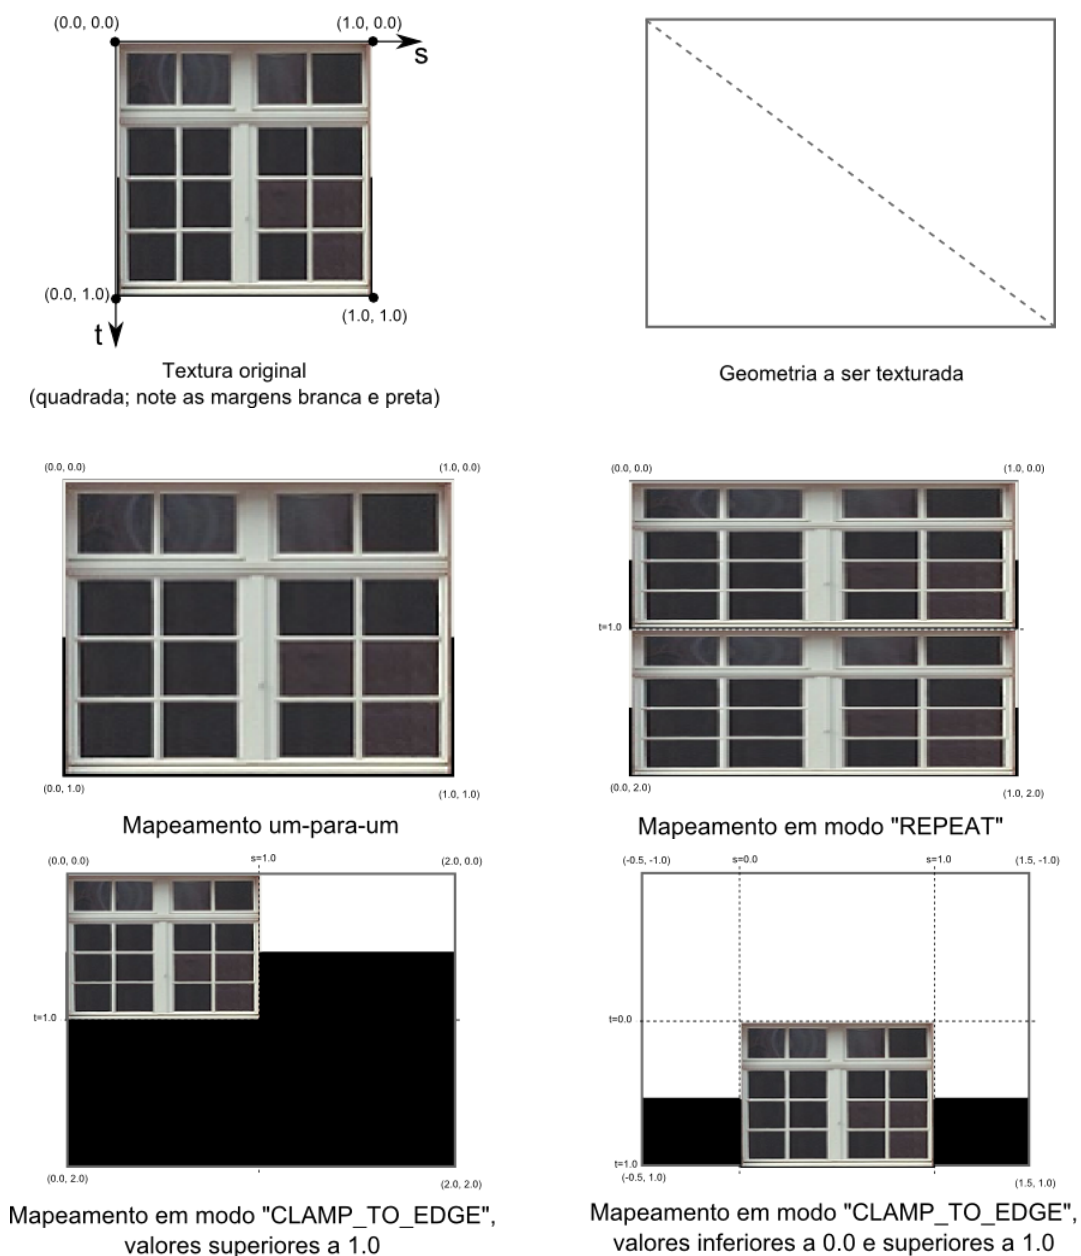 (0.0, 0.0)
(1.0, 0.0)
s
(0.0, 1.0)
t
(1.0, 1.0)
Textura original
(quadrada; note as margens branca e preta)
Geometria a ser texturada
(0.0, 0.0)
(1.0, 0.0)
(0.0, 1.0)
(1.0, 1.0)
Mapeamento um-para-um
(0.0, 0.0)
(1.0, 0.0)
t=1.0
(0.0, 2.0)
(1.0, 2.0)
Mapeamento em modo "REPEAT"
(0.0, 0.0)
s=1.0
(2.0, 0.0)
t=1.0
(0.0, 2.0)
(2.0, 2.0)
Mapeamento em modo "CLAMP_TO_EDGE",
valores superiores a 1.0
(-0.5, -1.0)
s=0.0
s=1.0
(1.5, -1.0)
t=0.0
t=1.0
(-0.5, 1.0)
(1.5, 1.0)
Mapeamento em modo "CLAMP_TO_EDGE",
valores inferiores a 0.0 e superiores a 1.0